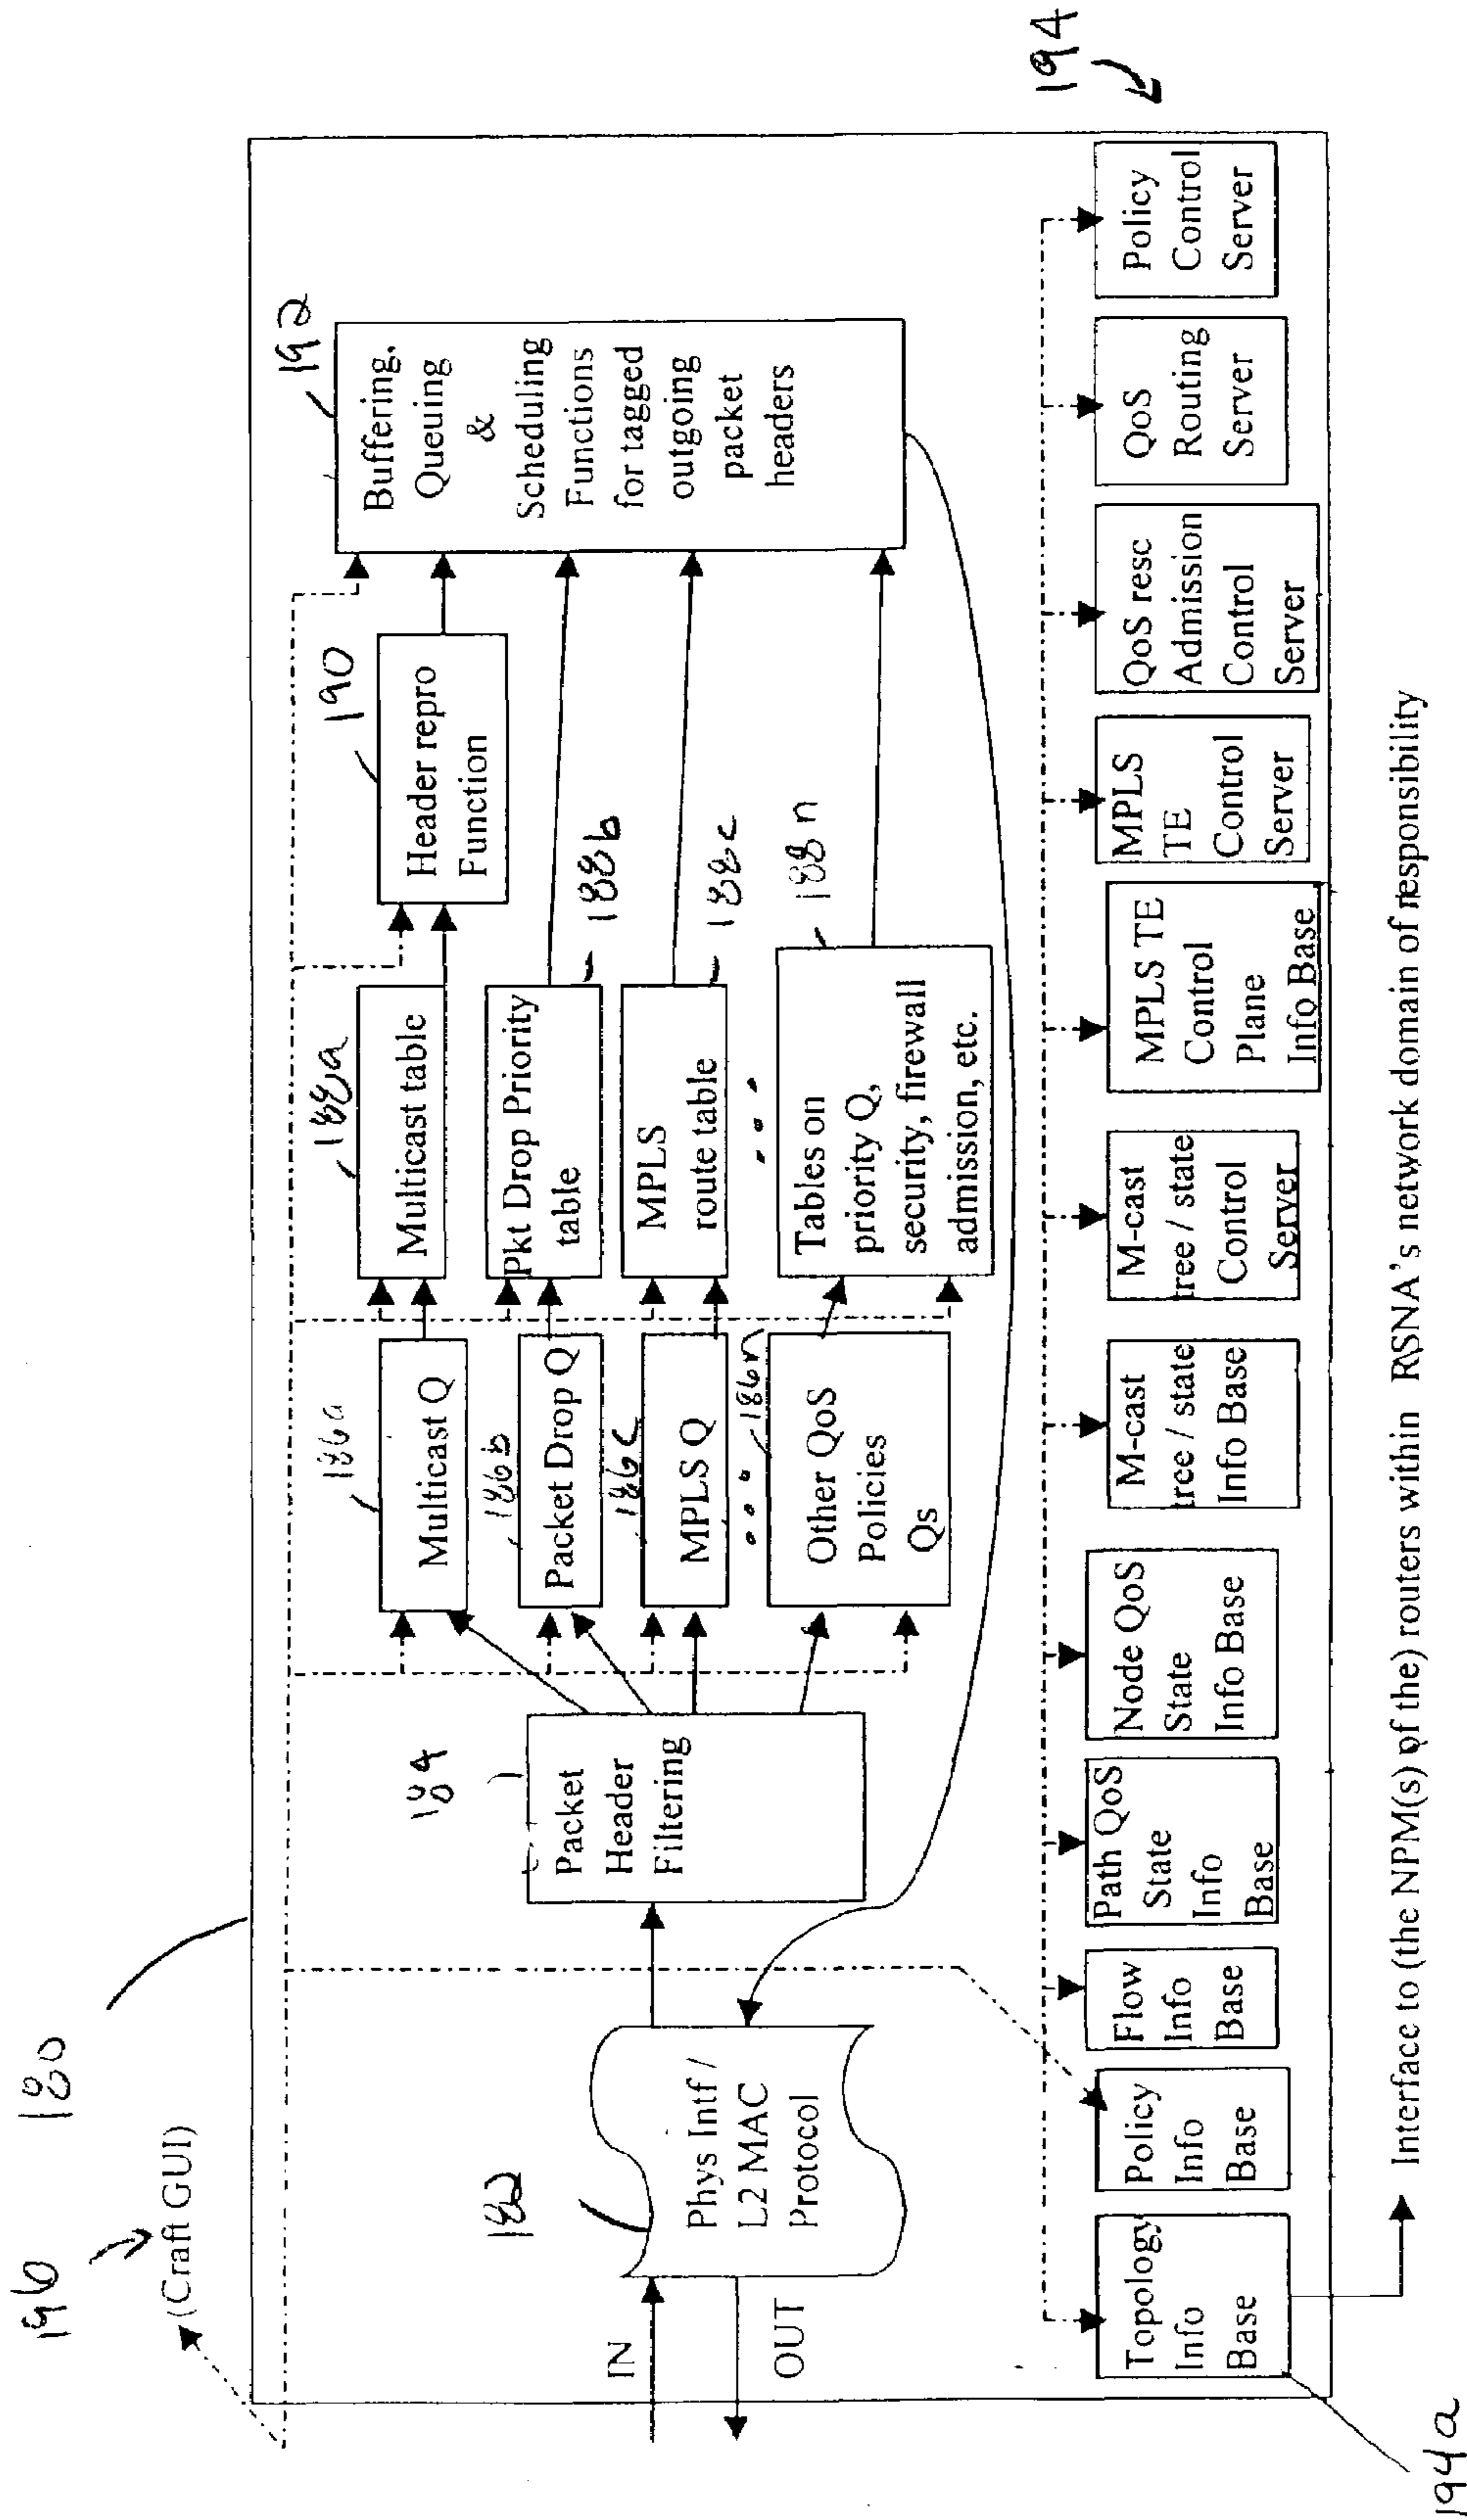 196
(Craft GUI)
180
194
192
Buffering,
Queuing
&
Scheduling
Functions
for tagged
outgoing
packet
headers
190
Header repro
Function
188a
Multicast table
188b
Pkt Drop Priority
table
188c
MPLS
route table
188n
Tables on
priority Q,
security, firewall
admission, etc.
186a
Multicast Q
186b
Packet Drop Q
186c
MPLS Q
186n
Other QoS
Policies
Qs
184
Packet
Header
Filtering
182
Phys Intf /
L2 MAC
Protocol
IN
OUT
Topology
Info
Base
Policy
Info
Base
Flow
Info
Base
Path QoS
State
Info
Base
Node QoS
State
Info Base
M-cast
tree / state
Info Base
M-cast
tree / state
Control
Server
MPLS TE
Control
Plane
Info Base
MPLS
TE
Control
Server
QoS resc
Admission
Control
Server
QoS
Routing
Server
Policy
Control
Server
194a
Interface to (the NPM(s) of the) routers within RSNA's network domain of responsibility